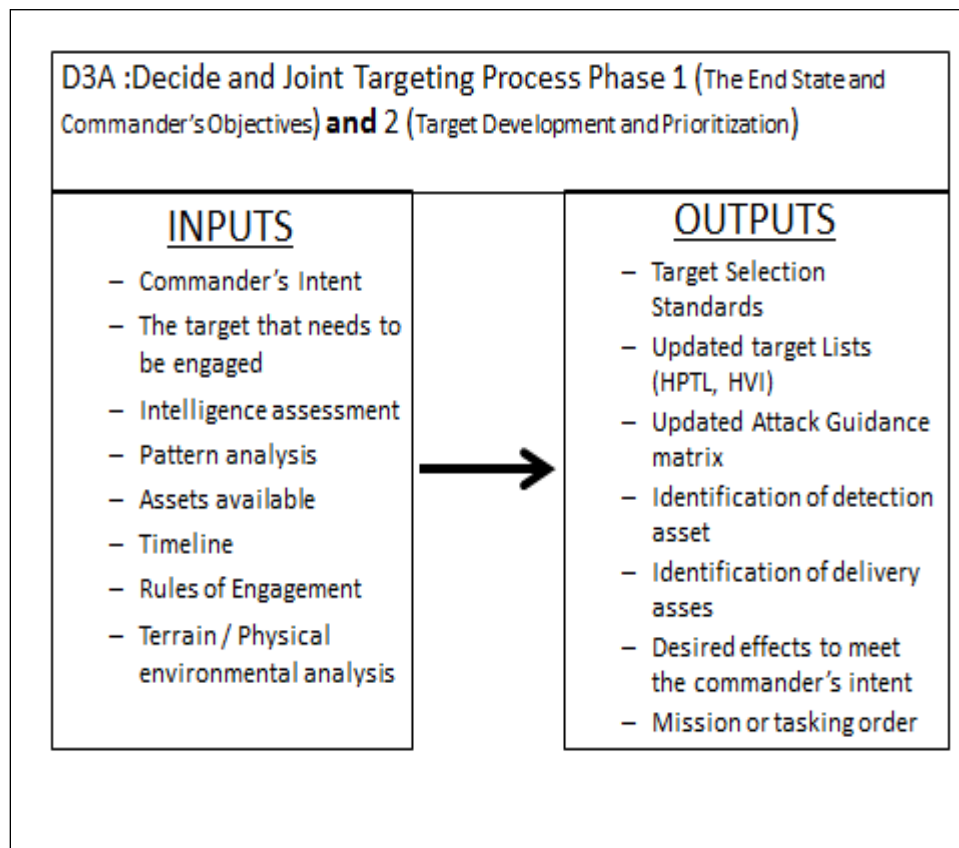 D3A :Decide and Joint Targeting Process Phase 1 (The End State and
Commander's Objectives) and 2 (Target Development and Prioritization)
INPUTS
– Commander's Intent
– The target that needs to
be engaged
– Intelligence assessment
– Pattern analysis
– Assets available
– Timeline
– Rules of Engagement
– Terrain / Physical
environmental analysis
OUTPUTS
– Target Selection
Standards
– Updated target Lists
(HPTL, HVI)
– Updated Attack Guidance
matrix
– Identification of detection
asset
– Identification of delivery
asses
– Desired effects to meet
the commander's intent
– Mission or tasking order